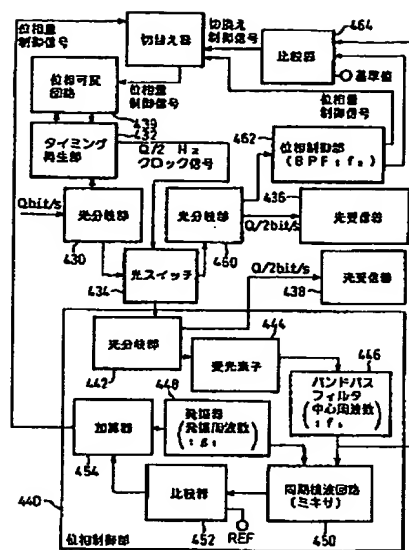 位相量
制御信号
切換え
制御信号
464
切替え器
比較器
基準値
位相可変
回路
位相量
制御信号
位相量
制御信号
439
432
462
タイミング
再生部
Q/2 Hz
クロック信号
位相制御部
(BPF:f₀)
436
Qbit/s
光分岐部
光分岐部
Q/2bit/s
光受信器
430
460
Q/2bit/s
光スイッチ
光受信器
434
438
444
光分岐部
受光素子
446
442
448
バンドパス
フィルタ
(中心周波数
:f₀)
加算器
発振器
(発信周波数
454
440
比較器
同期検波回路
(ミキサ)
452
REF
450
位相制御部